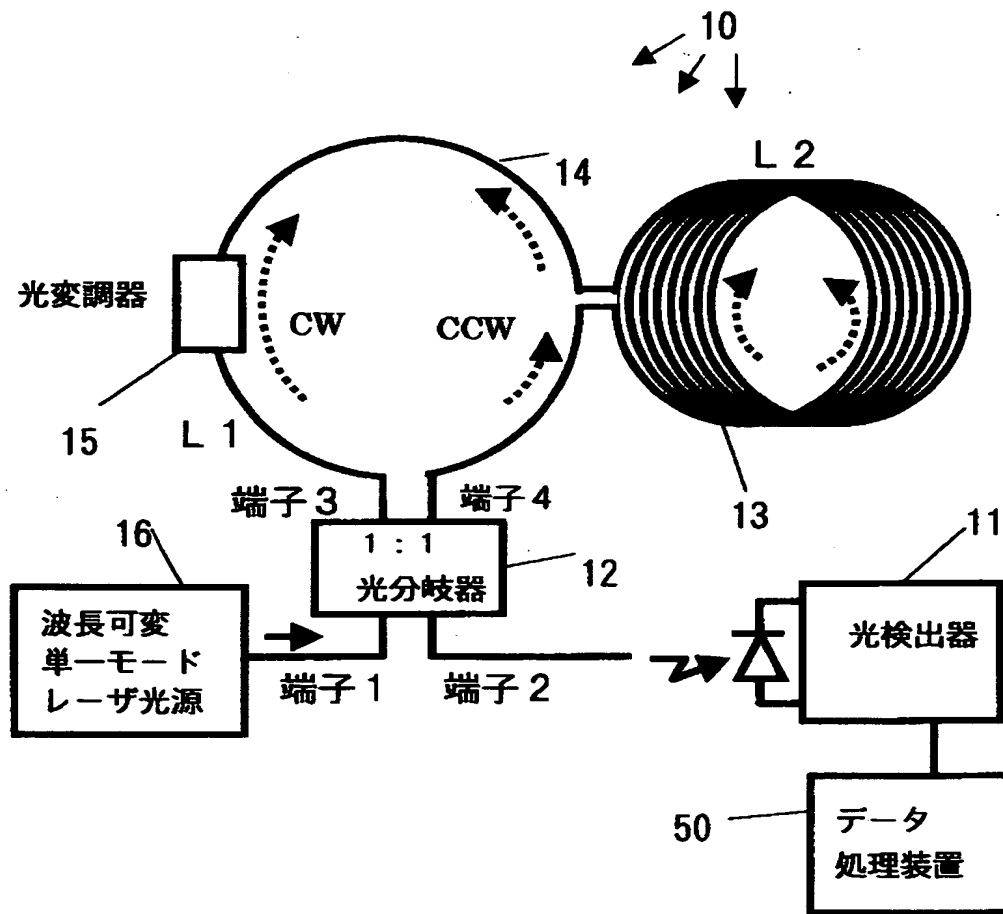 10
14
L 2
光変調器
CW
CCW
15
L 1
13
端子3
端子4
16
1 : 1
光分岐器
12
11
波長可変
単一モード
レーザ光源
端子1
端子2
光検出器
50
データ
処理装置